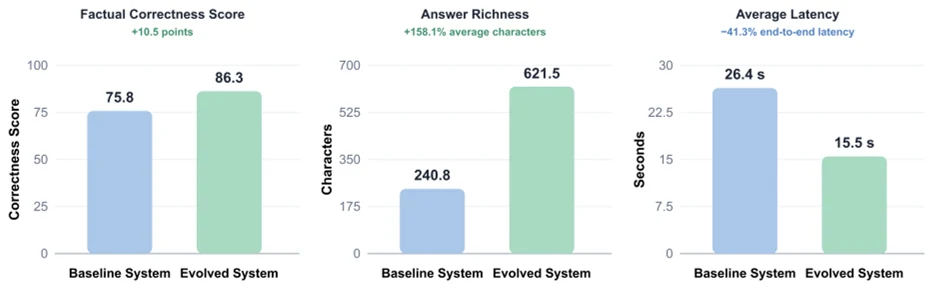 Factual Correctness Score
+10.5 points
100
75
50
25
0
Correctness Score
75.8
86.3
Baseline System Evolved System
Answer Richness
+158.1% average characters
700
525
350
175
0
Characters
240.8
621.5
Baseline System Evolved System
Average Latency
−41.3% end-to-end latency
30
22.5
15
7.5
0
Seconds
26.4 s
15.5 s
Baseline System Evolved System